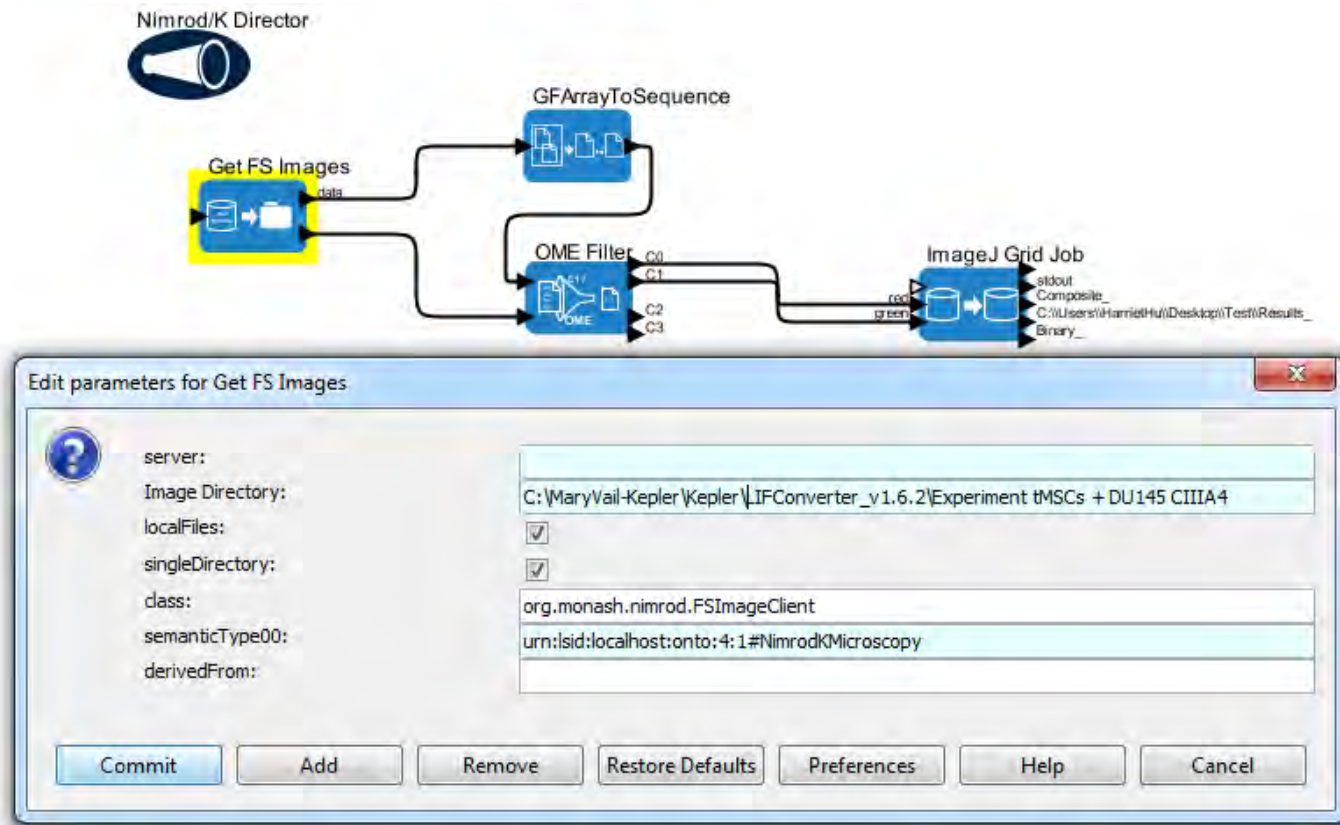 Nimrod/K Director
GFArrayToSequence
Get FS Images
data
OME Filter
C0
C1
C2
C3
OME
ImageJ Grid Job
red
green
stdout
Composite_
C:\\Users\\HarrietHu\\Desktop\\Test\\Results_
Binary_
Edit parameters for Get FS Images
server:
Image Directory: C:\MaryVail-Kepler\Kepler\LIFConverter_v1.6.2\Experiment tMSCs + DU145 CIIIA4
localFiles:
singleDirectory:
class: org.monash.nimrod.FSImageClient
semanticType00: urn:lsid:localhost:onto:4:1#NimrodKMicroscopy
derivedFrom:
Commit Add Remove Restore Defaults Preferences Help Cancel